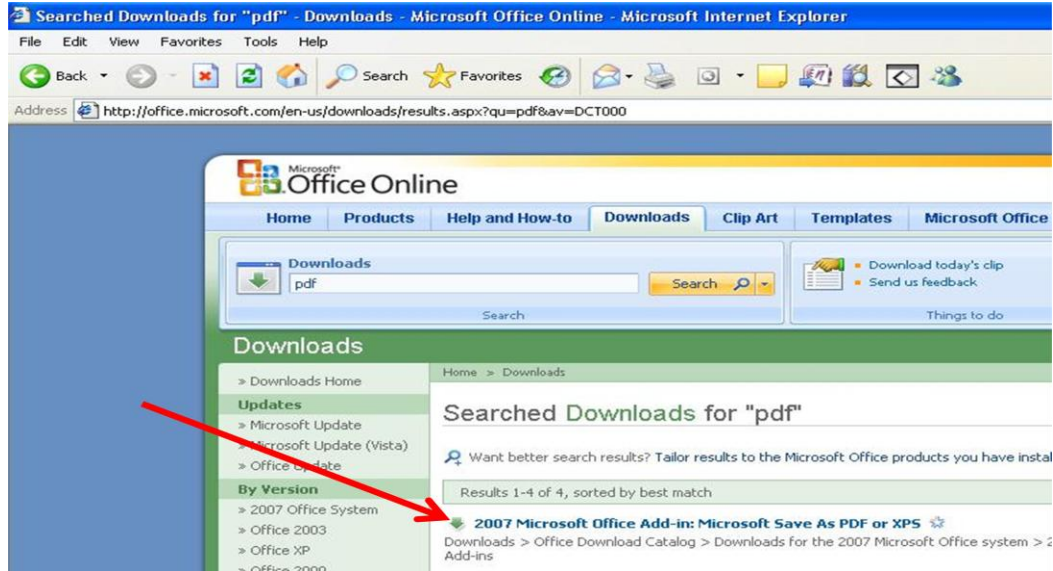 Searched Downloads for "pdf" - Downloads - Microsoft Office Online - Microsoft Internet Explorer
File Edit View Favorites Tools Help
Back Search Favorites
Address http://office.microsoft.com/en-us/downloads/results.aspx?qu=pdf&av=DCT000
Microsoft
Office Online
Home Products Help and How-to Downloads Clip Art Templates Microsoft Office
Downloads
pdf Search
Search
Download today's clip
Send us feedback
Things to do
Downloads
» Downloads Home
Updates
» Microsoft Update
» Microsoft Update (Vista)
» Office Update
By Version
» 2007 Office System
» Office 2003
» Office XP
» Office 2000
Home » Downloads
Searched Downloads for "pdf"
Want better search results? Tailor results to the Microsoft Office products you have instal
Results 1-4 of 4, sorted by best match
2007 Microsoft Office Add-in: Microsoft Save As PDF or XPS
Downloads > Office Download Catalog > Downloads for the 2007 Microsoft Office system > 2
Add-ins